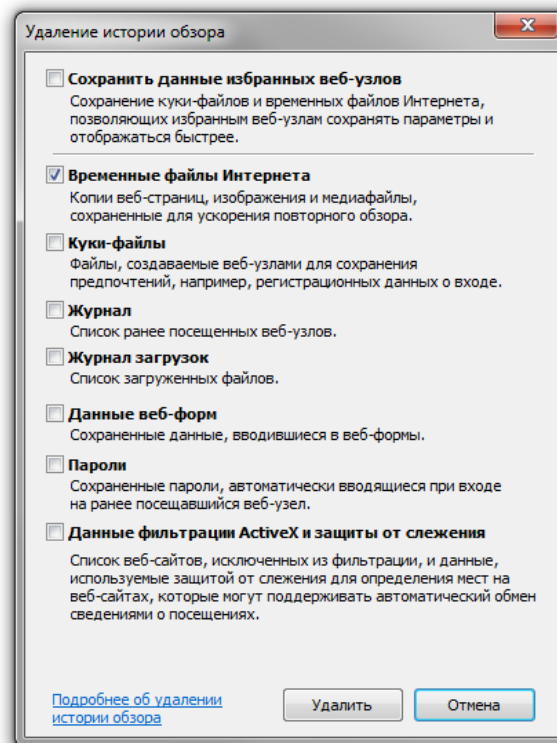 Удаление истории обзора
Сохранить данные избранных веб-узлов
Сохранение куки-файлов и временных файлов Интернета,
позволяющих избранным веб-узлам сохранять параметры и
отображаться быстрее.
Временные файлы Интернета
Копии веб-страниц, изображения и медиафайлы,
сохраненные для ускорения повторного обзора.
Куки-файлы
Файлы, создаваемые веб-узлами для сохранения
предпочтений, например, регистрационных данных о входе.
Журнал
Список ранее посещенных веб-узлов.
Журнал загрузок
Список загруженных файлов.
Данные веб-форм
Сохраненные данные, вводившиеся в веб-формы.
Пароли
Сохраненные пароли, автоматически вводящиеся при входе
на ранее посещавшийся веб-узел.
Данные фильтрации ActiveX и защиты от слежения
Список веб-сайтов, исключенных из фильтрации, и данные,
используемые защитой от слежения для определения мест на
веб-сайтах, которые могут поддерживать автоматический обмен
сведениями о посещениях.
Подробнее об удалении
истории обзора
Удалить
Отмена